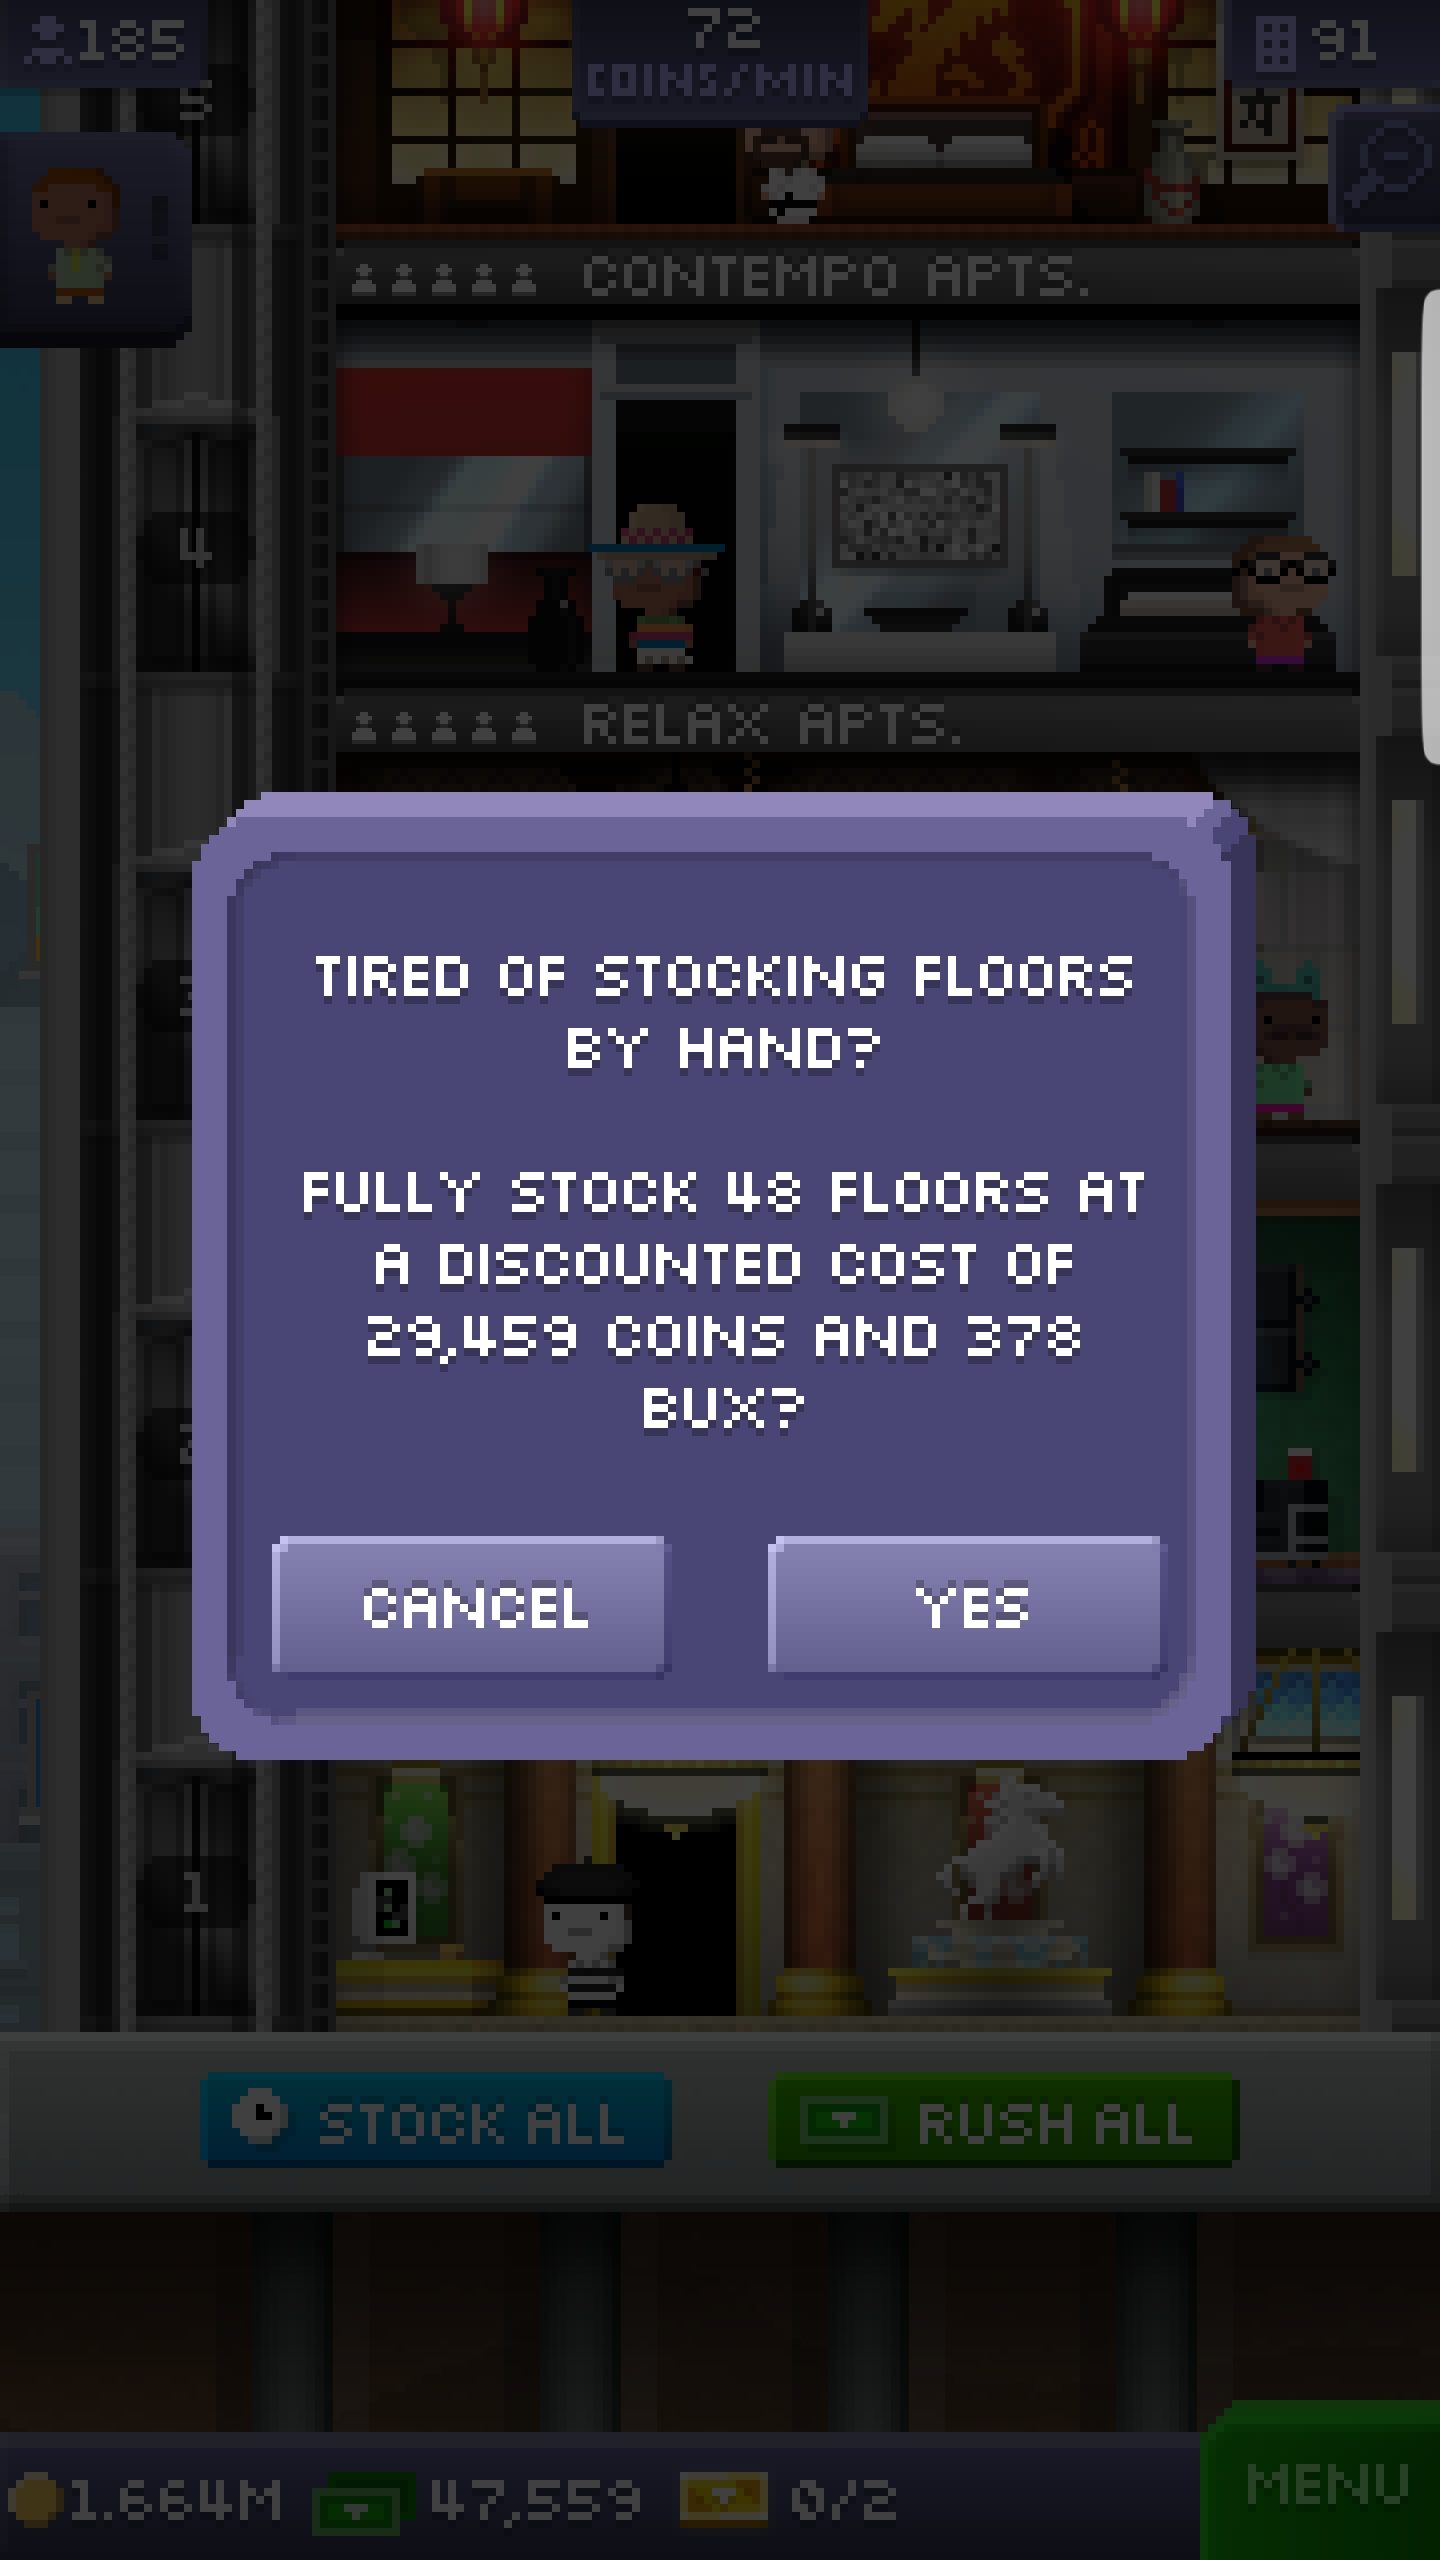 185
72
COINS/MIN
91
5
CONTEMPO APTS.
4
RELAX APTS.
TIRED OF STOCKING FLOORS
BY HAND?
FULLY STOCK 48 FLOORS AT
A DISCOUNTED COST OF
29,459 COINS AND 378
BUX?
CANCEL
YES
1
STOCK ALL
RUSH ALL
1.664M
47,559
0/2
MENU